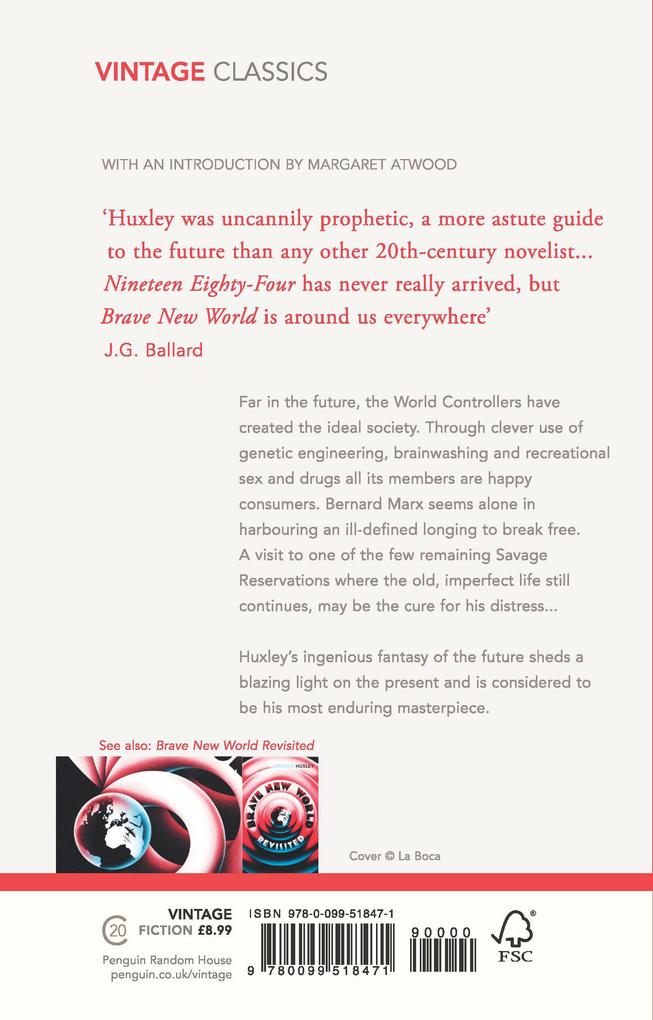 VINTAGE CLASSICS
WITH AN INTRODUCTION BY MARGARET ATWOOD
‘Huxley was uncannily prophetic, a more astute guide
to the future than any other 20th-century novelist...
Nineteen Eighty-Four has never really arrived, but
Brave New World is around us everywhere’
J.G. Ballard
Far in the future, the World Controllers have
created the ideal society. Through clever use of
genetic engineering, brainwashing and recreational
sex and drugs all its members are happy
consumers. Bernard Marx seems alone in
harbouring an ill-defined longing to break free.
A visit to one of the few remaining Savage
Reservations where the old, imperfect life still
continues, may be the cure for his distress...
Huxley’s ingenious fantasy of the future sheds a
blazing light on the present and is considered to
be his most enduring masterpiece.
See also: Brave New World Revisited
HUXLEY
BRAVE NEW WORLD
REVISITED
Cover © La Boca
C20
VINTAGE
FICTION £8.99
Penguin Random House
penguin.co.uk/vintage
ISBN 978-0-099-51847-1
9 780099 518471
90000
FSC®